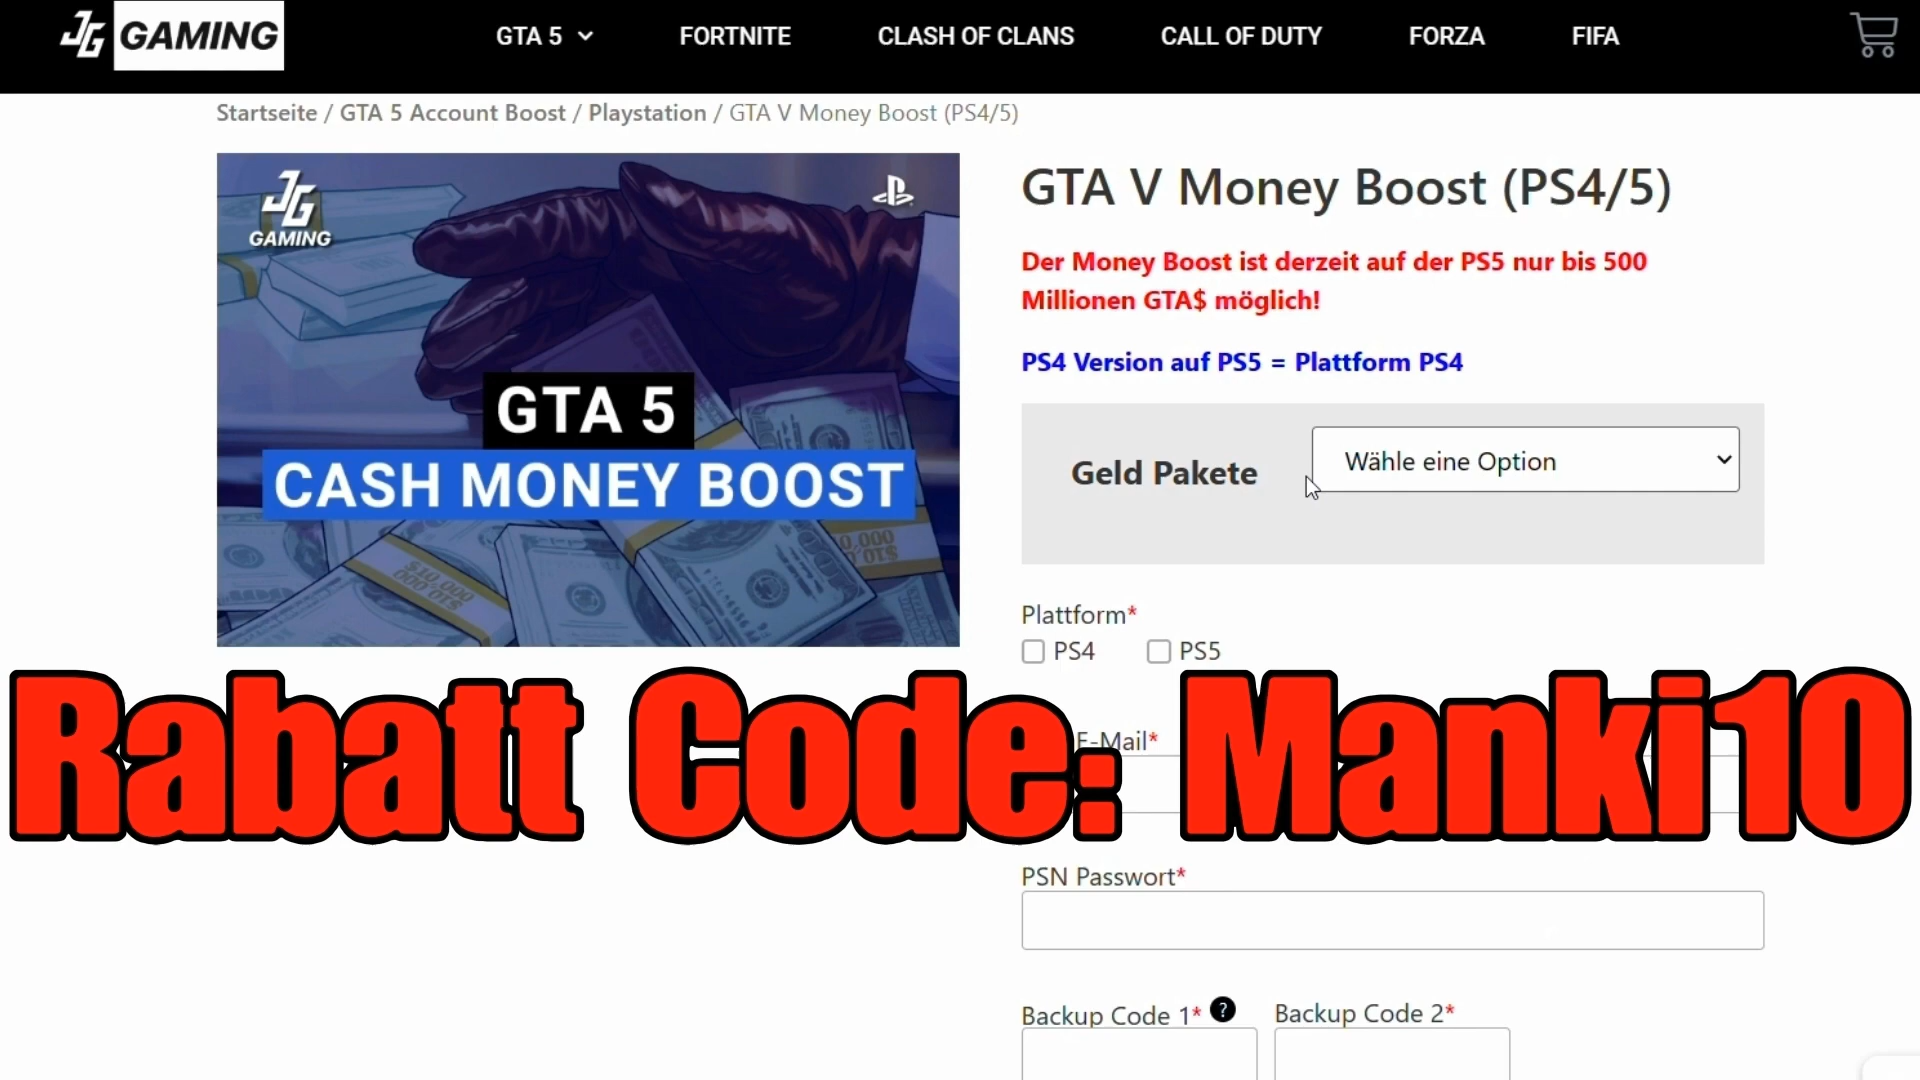 JG GAMING
GTA 5
FORTNITE
CLASH OF CLANS
CALL OF DUTY
FORZA
FIFA
Startseite / GTA 5 Account Boost / Playstation / GTA V Money Boost (PS4/5)
JG
GAMING
GTA 5
CASH MONEY BOOST
$10,000
000'01$
GTA V Money Boost (PS4/5)
Der Money Boost ist derzeit auf der PS5 nur bis 500
Millionen GTA$ möglich!
PS4 Version auf PS5 = Plattform PS4
Geld Pakete
Wähle eine Option
Plattform*
PS4
PS5
E-Mail*
Rabatt Code: Manki10
PSN Passwort*
Backup Code 1* ?
Backup Code 2*